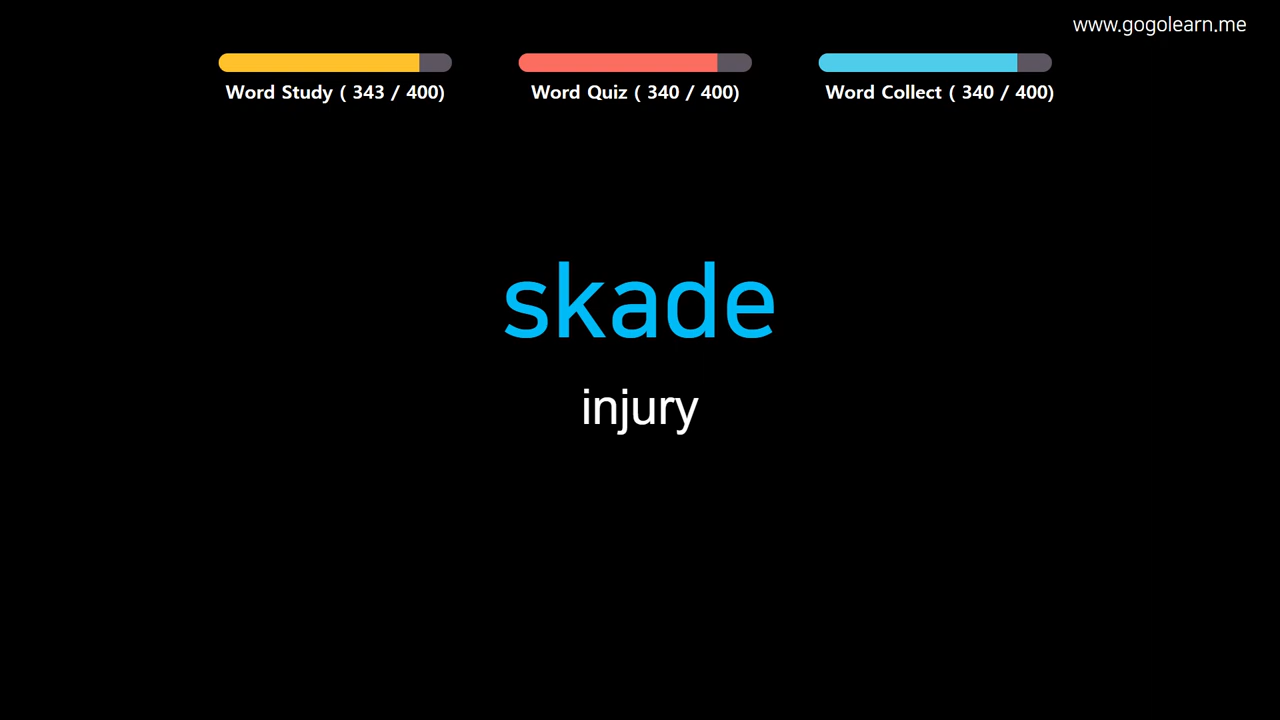 www.gogolearn.me
Word Study ( 343 / 400)
Word Quiz ( 340 / 400)
Word Collect ( 340 / 400)
skade
injury